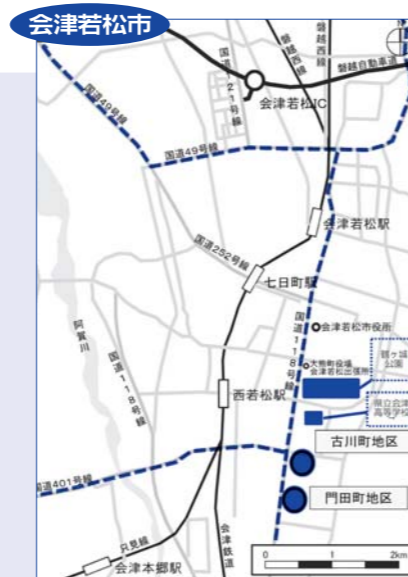 会津若松市
磐越西線
磐越西線
磐越自動車道
国道121号線
会津若松IC
国道49号線
国道49号線
会津若松駅
国道252号線
七日町駅
国道118号線
会津若松市役所
阿賀川
大熊町役場
会津若松出張所
鶴ヶ城
公園
国道118号線
西若松駅
県立会津
高等学校
古川町地区
国道401号線
門田町地区
只見線
会津鉄道
会津本郷駅
0 1 2km